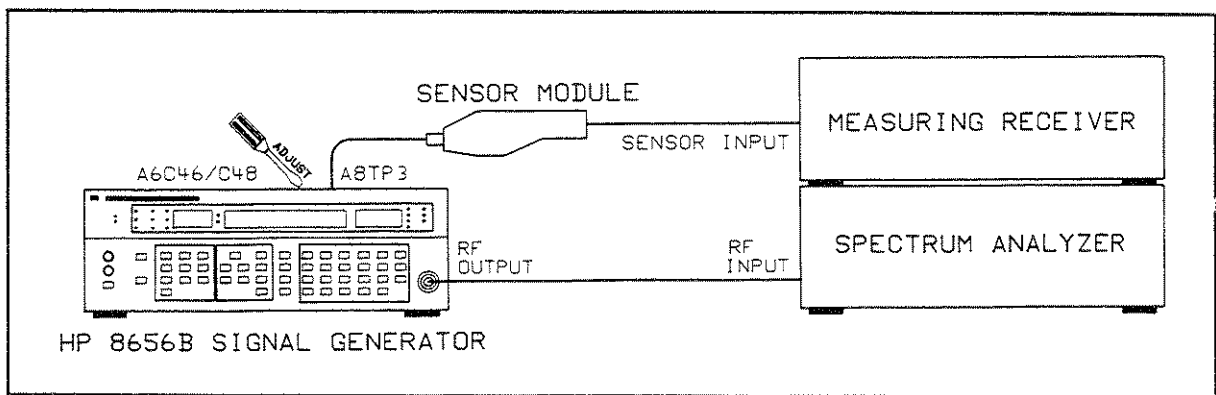 SENSOR MODULE
MEASURING RECEIVER
SENSOR INPUT
ADJUST
A6C46/C48
A8TP3
RF
OUTPUT
RF
INPUT
SPECTRUM ANALYZER
HP 8656B SIGNAL GENERATOR